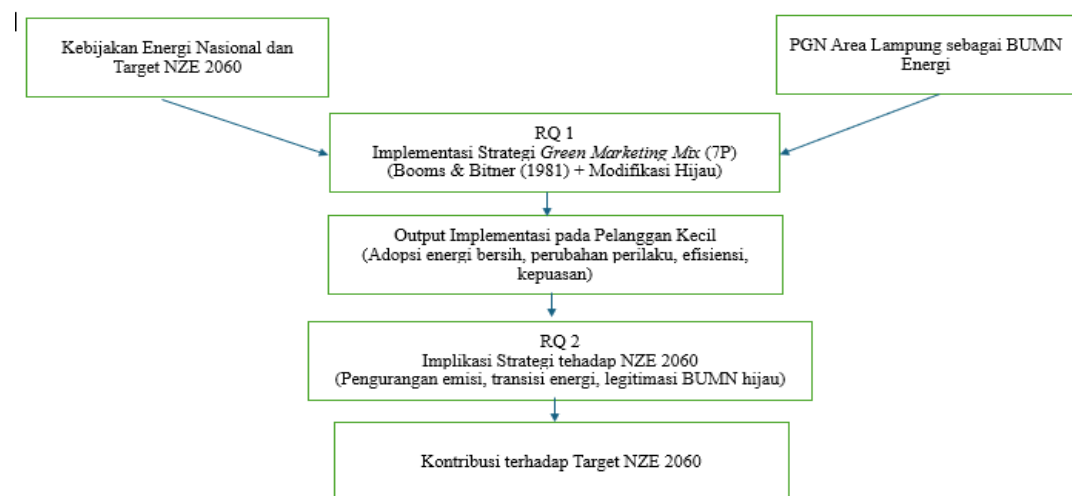 Kebijakan Energi Nasional dan
Target NZE 2060
PGN Area Lampung sebagai BUMN
Energi
RQ 1
Implementasi Strategi Green Marketing Mix (7P)
(Booms & Bitner (1981) + Modifikasi Hijau)
Output Implementasi pada Pelanggan Kecil
(Adopsi energi bersih, perubahan perilaku, efisiensi,
kepuasan)
RQ 2
Implikasi Strategi tehadap NZE 2060
(Pengurangan emisi, transisi energi, legitimasi BUMN hijau)
Kontribusi terhadap Target NZE 2060